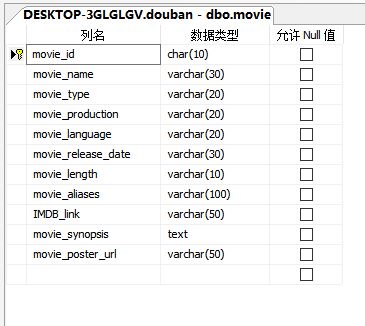 DESKTOP-3GLGLGV.douban - dbo.movie
列名 数据类型 允许 Null 值
movie_id char(10)
movie_name varchar(30)
movie_type varchar(20)
movie_production varchar(20)
movie_language varchar(20)
movie_release_date varchar(30)
movie_length varchar(10)
movie_aliases varchar(100)
IMDB_link varchar(50)
movie_synopsis text
movie_poster_url varchar(50)